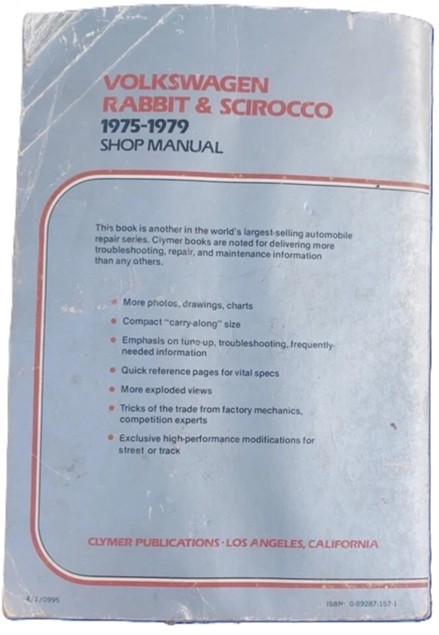 VOLKSWAGEN
RABBIT & SCIROCCO
1975-1979
SHOP MANUAL
This book is another in the world's largest-selling automobile
repair series. Clymer books are noted for delivering more
troubleshooting, repair, and maintenance information
than any others.
• More photos, drawings, charts
• Compact "carry-along" size
• Emphasis on tune-up, troubleshooting, frequently-
needed information
• Quick reference pages for vital specs
• More exploded views
• Tricks of the trade from factory mechanics,
competition experts
• Exclusive high-performance modifications for
street or track
CLYMER PUBLICATIONS · LOS ANGELES, CALIFORNIA
ISBN: 0-89287-157-1